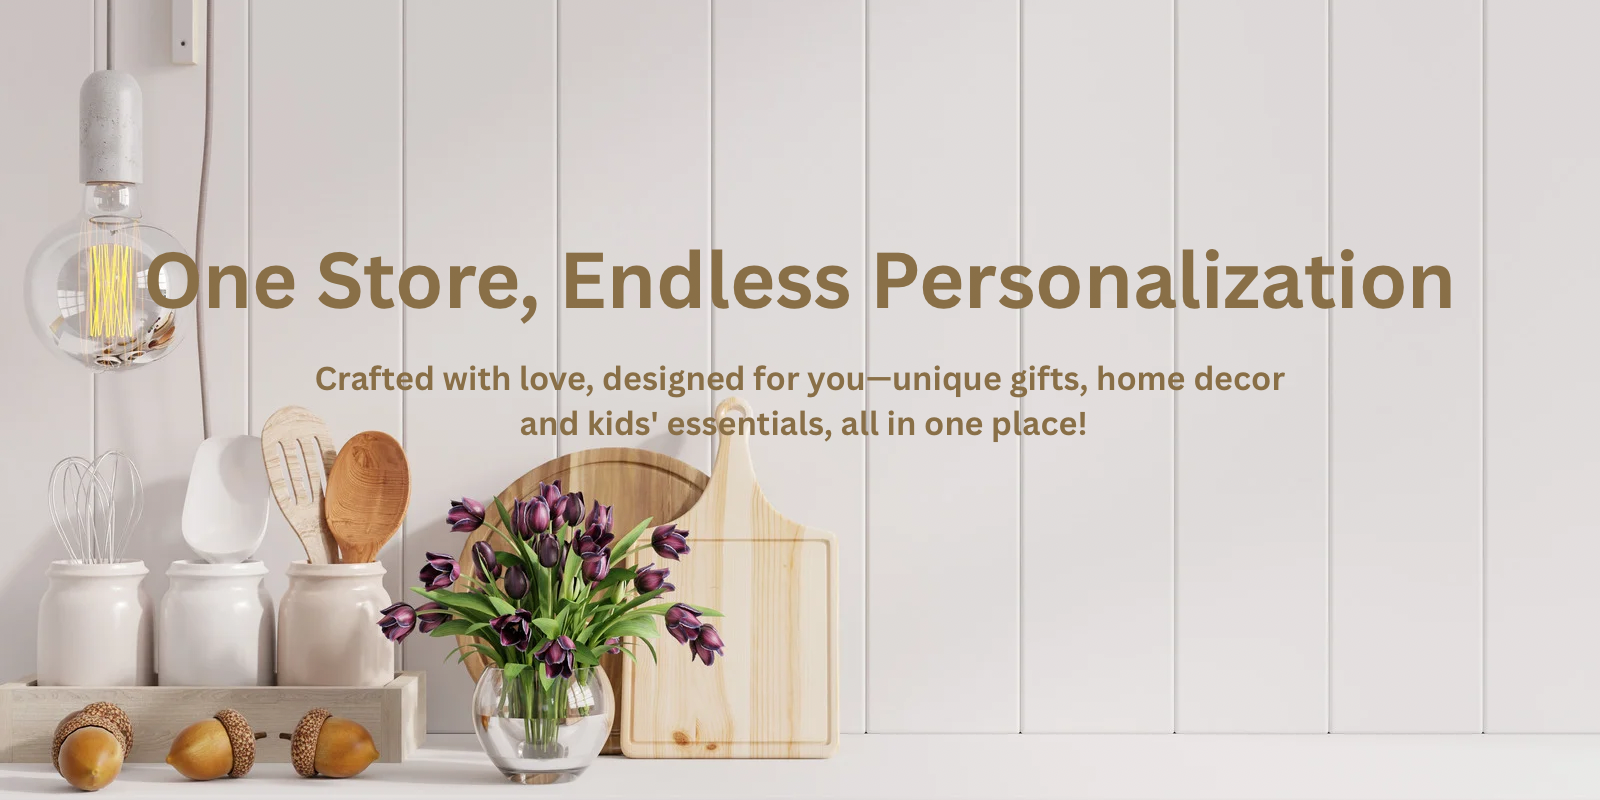 One Store, Endless Personalization
Crafted with love, designed for you—unique gifts, home decor
and kids' essentials, all in one place!